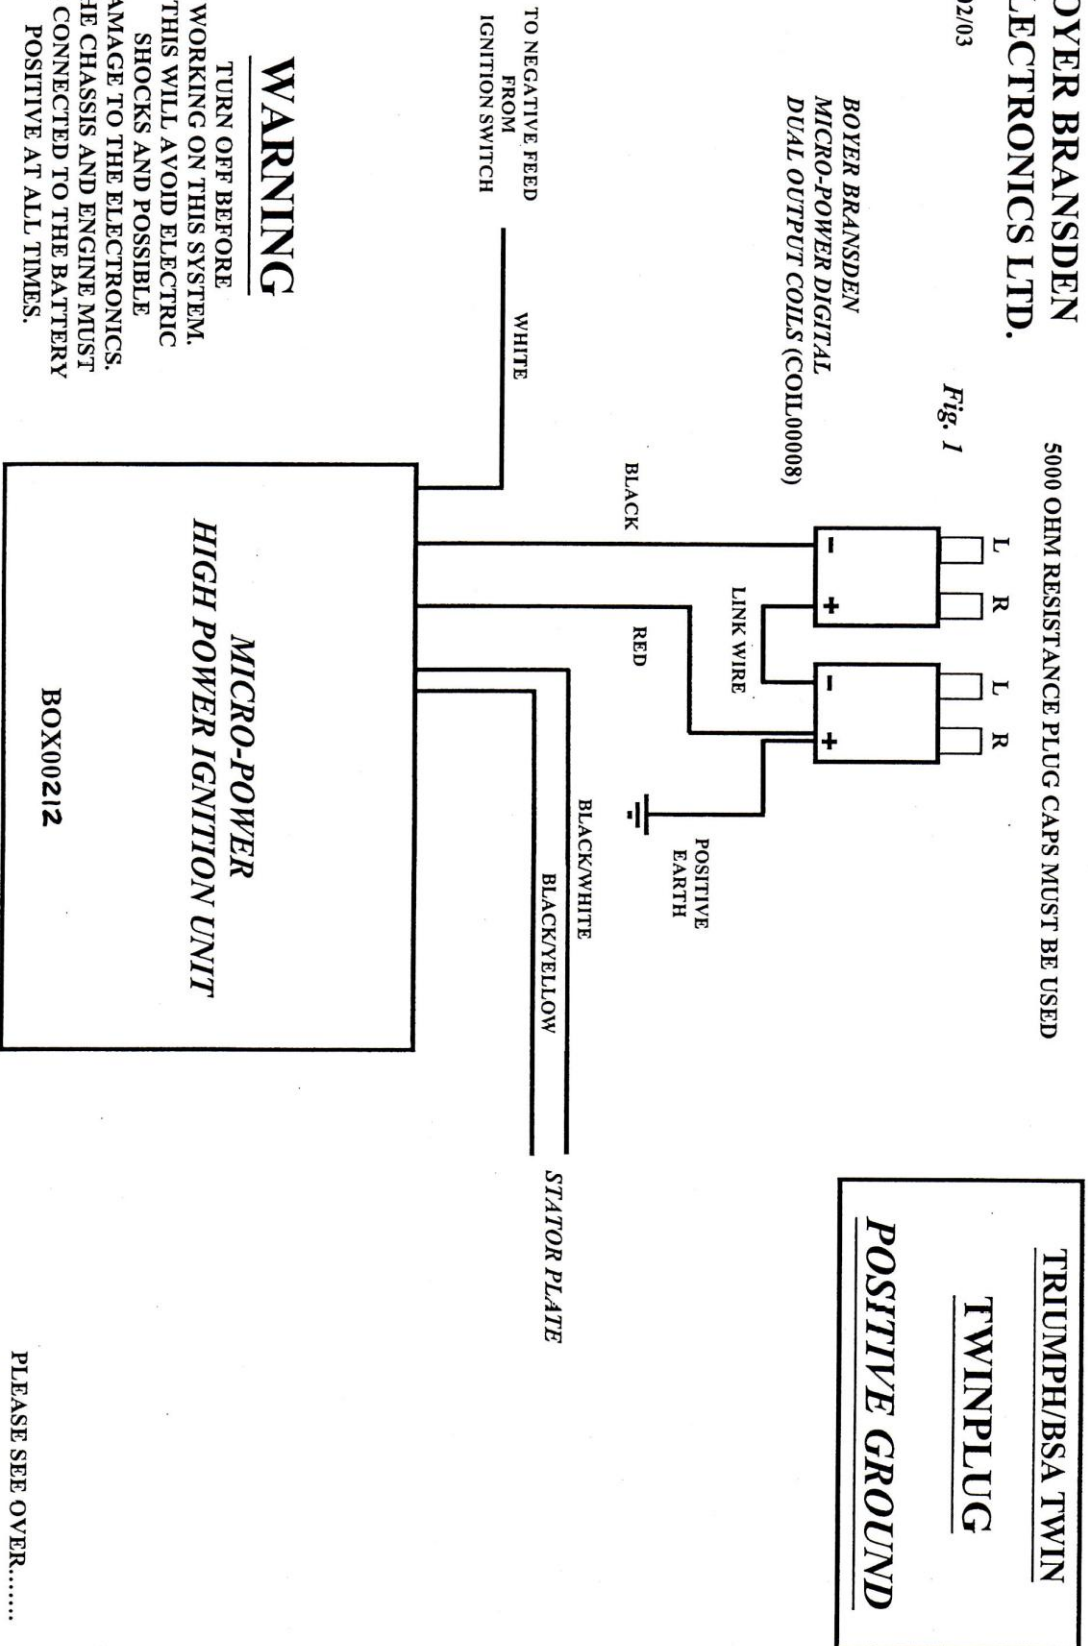 OYER BRANSDEN
LECTRONICS LTD.
02/03
5000 OHM RESISTANCE PLUG CAPS MUST BE USED
TRIUMPH/BSA TWIN
TWINPLUG
POSITIVE GROUND
Fig. 1
BOYER BRANSDEN
MICRO-POWER DIGITAL
DUAL OUTPUT COILS (COIL00008)
L R L R
- + - +
LINK WIRE
BLACK
RED
POSITIVE
EARTH
TO NEGATIVE FEED
FROM
IGNITION SWITCH
WHITE
BLACK/WHITE
BLACK/YELLOW
STATOR PLATE
WARNING
TURN OFF BEFORE
WORKING ON THIS SYSTEM.
THIS WILL AVOID ELECTRIC
SHOCKS AND POSSIBLE
AMAGE TO THE ELECTRONICS.
HE CHASSIS AND ENGINE MUST
CONNECTED TO THE BATTERY
POSITIVE AT ALL TIMES.
MICRO-POWER
HIGH POWER IGNITION UNIT
BOX00212
PLEASE SEE OVER.......